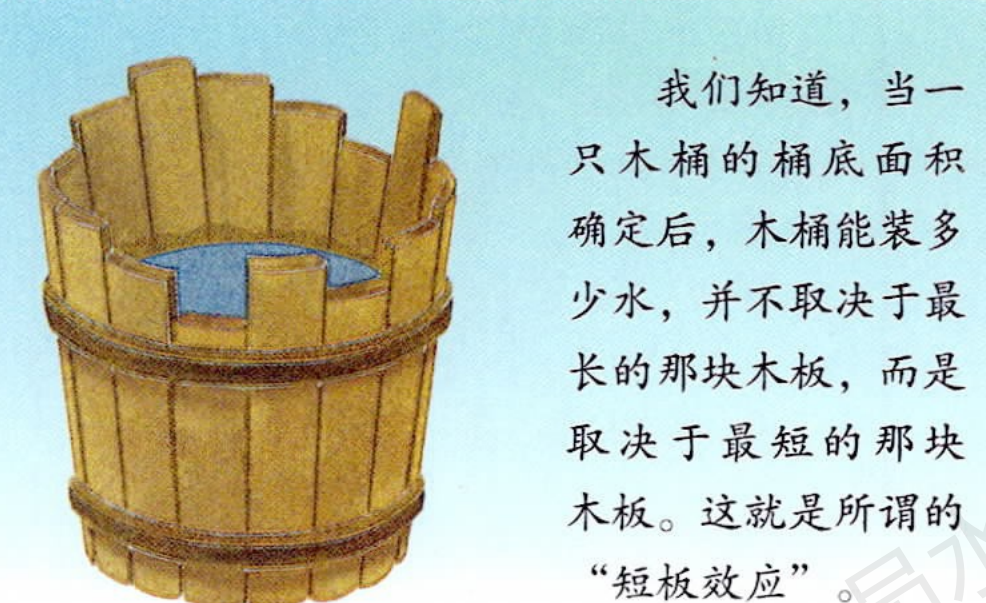 我们知道，当一
只木桶的桶底面积
确定后，木桶能装多
少水，并不取决于最
长的那块木板，而是
取决于最短的那块
木板。这就是所谓的
“短板效应”。